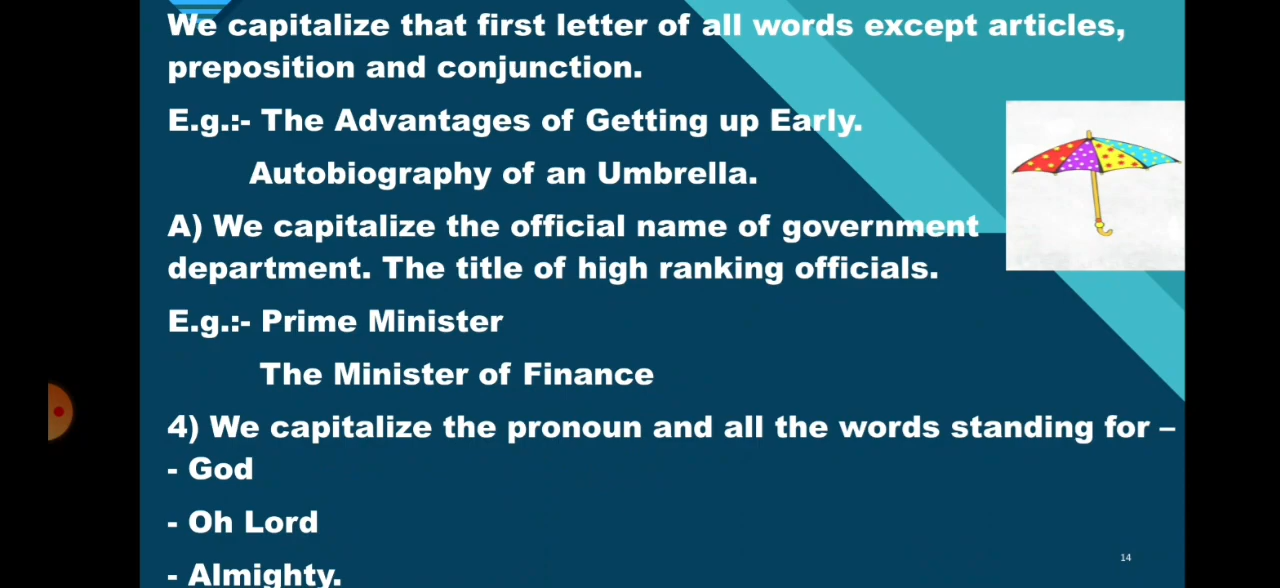 We capitalize that first letter of all words except articles,
preposition and conjunction.
E.g.:- The Advantages of Getting up Early.
Autobiography of an Umbrella.
A) We capitalize the official name of government
department. The title of high ranking officials.
E.g.:- Prime Minister
The Minister of Finance
4) We capitalize the pronoun and all the words standing for –
- God
- Oh Lord
- Almighty.
14